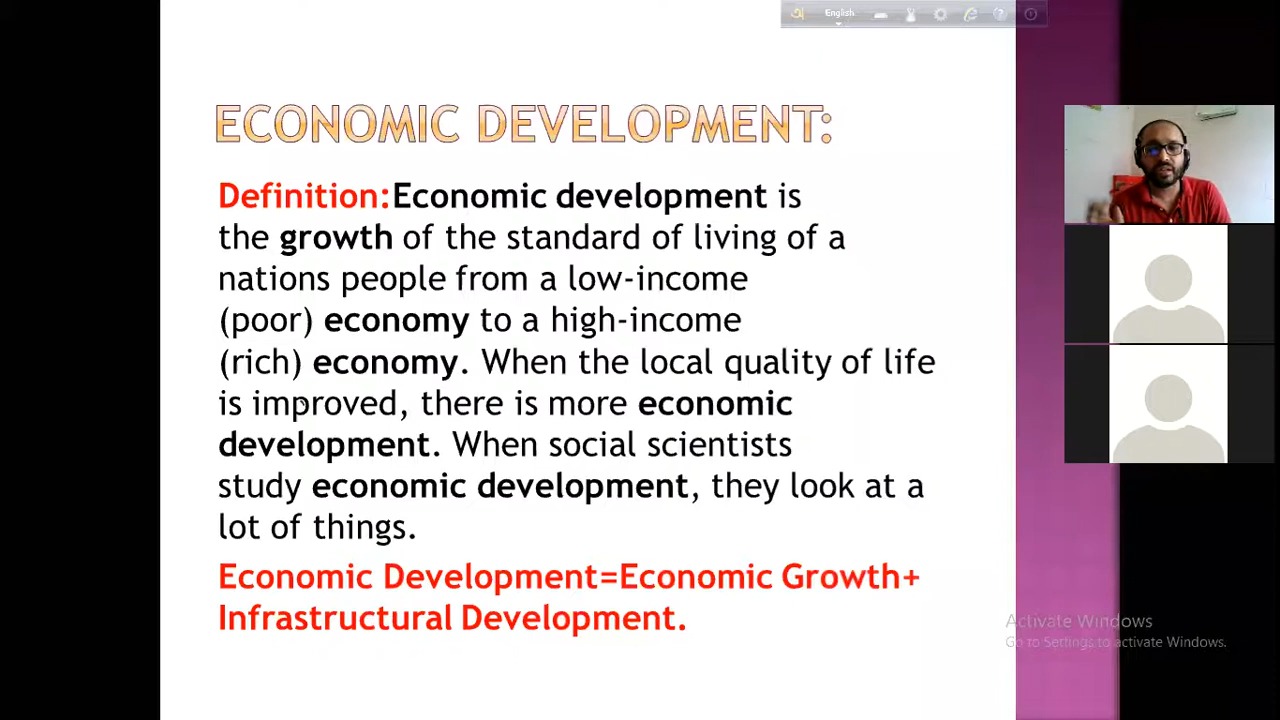 অ English
ECONOMIC DEVELOPMENT:
Definition:Economic development is
the growth of the standard of living of a
nations people from a low-income
(poor) economy to a high-income
(rich) economy. When the local quality of life
is improved, there is more economic
development. When social scientists
study economic development, they look at a
lot of things.
Economic Development=Economic Growth+
Infrastructural Development.
Activate Windows
Go to Settings to activate Windows.